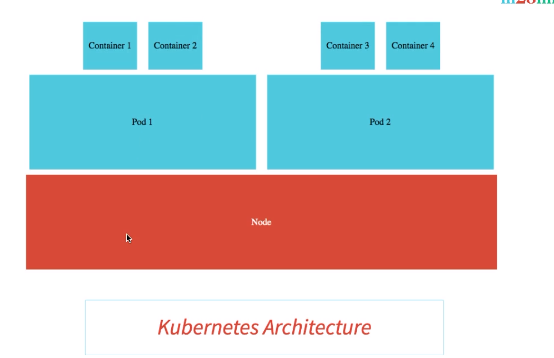 Container 1 Container 2 Container 3 Container 4
Pod 1 Pod 2
Node
Kubernetes Architecture